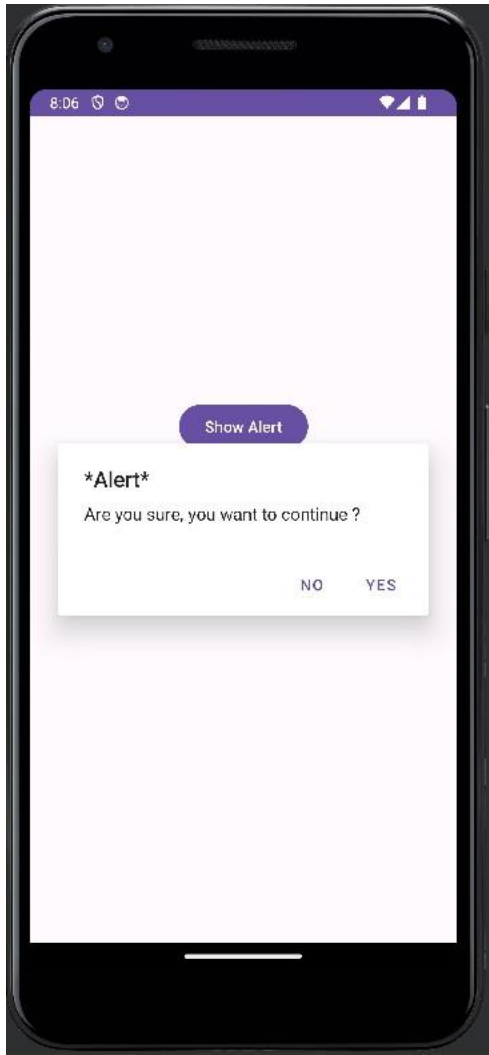 8:06
Show Alert
*Alert*
Are you sure, you want to continue ?
NO YES